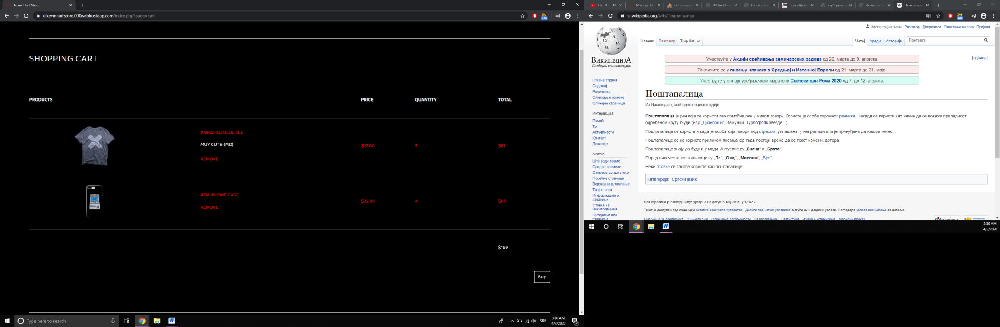 Kevin Hart Store
elkevinhartstore.000webhostapp.com/index.php?page=cart
100
SHOPPING CART
PRODUCTS PRICE QUANTITY TOTAL
X WASHED BLUE TEE
MUY CUTE-(MD)
REMOVE
$27.00 3 $81
ATM IPHONE CASE
REMOVE
$22.00 4 $88
$169
Buy
Type here to search
SRP
3:30 AM
4/2/2020
2
The Bo Manage Da databases 000webhos Pregled bo hometheat mySquare.p dokumenta Поштапали
sr.wikipedia.org/wiki/Поштапалица
100
ВикипедијА
Слободна енциклопедија
Нисте пријављени Разговор Доприноси Отварање налога Пријава
Чланак Разговор Ћир./lat. Читај Уреди Историја Претрага
Учествујте у Акцији сређивања семинарских радова од 20. марта до 9. априла.
[одбаци]
Такмичите се у писању чланака о Средњој и Источној Европи од 21. марта до 31. маја.
Учествујте у онлајн уређивачком маратону Светски дан Рома 2020 од 7. до 12. априла.
Главна страна
Садржај
Радионица
Скорашње измене
Случајна страница
Интеракција
Помоћ
Трг
Актуелности
Контакт
Донације
Алатке
Шта води овамо
Сродне промене
Отпремање датотеке
Посебне странице
Верзија за штампање
Трајна веза
Информације о
страници
Ставка на
Википодацима
Цитирање ове
странице
Поштапалица
Из Википедије, слободне енциклопедије
Поштапалица је реч која се користи као помоћна реч у живом говору. Користе је особе скромног речника. Некада се користи као начин да се покаже припадност
одређеном кругу људи (нпр „Дизелаши“, Земунци, Турбофолк звезде...).
Поштапалице се користе и када је особа која говори под стресом, уплашена, у неприлици или је принуђена да говори течно...
Поштапалице се не користе приликом писања јер тада постоји време да се текст измени, дотера.
Поштапалице знају да буду и у моди. Актуелне су „Значи“ и „Брате“.
Поред њих честе поштапалице су „Па“, „Овај“, „Мислим“, „Бре“.
Неке псовке се такође користе као поштапалице.
Категорија: Српски језик
Ова страница је последњи пут уређена на датум 5. мај 2015. у 12:42 ч.
Текст је доступан под лиценцом Creative Commons Ауторство—Делити под истим условима; могући су и додатни услови. Погледајте услове коришћења за детаље.
Смернице за приватност О Википедији Одрицање одговорности За програмере Статистика Изјава о колачићима Мобилни приказ
WIKIMEDIA
3:30 AM
4/2/2020